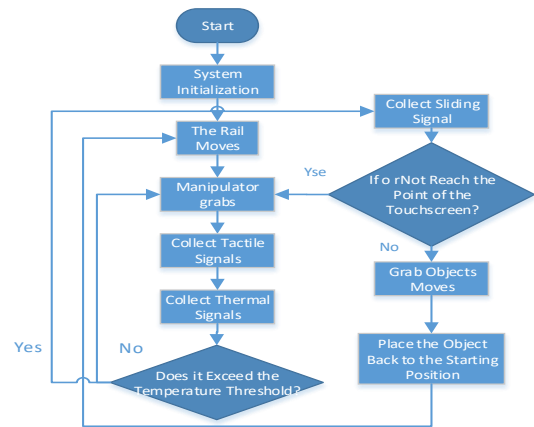 Start
System
Initialization
The Rail
Moves
Manipulator
grabs
Collect Tactile
Signals
Collect Thermal
Signals
Does it Exceed the
Temperature Threshold?
Yes
No
Collect Sliding
Signal
If o rNot Reach the
Point of the
Touchscreen?
Yse
No
Grab Objects
Moves
Place the Object
Back to the Starting
Position